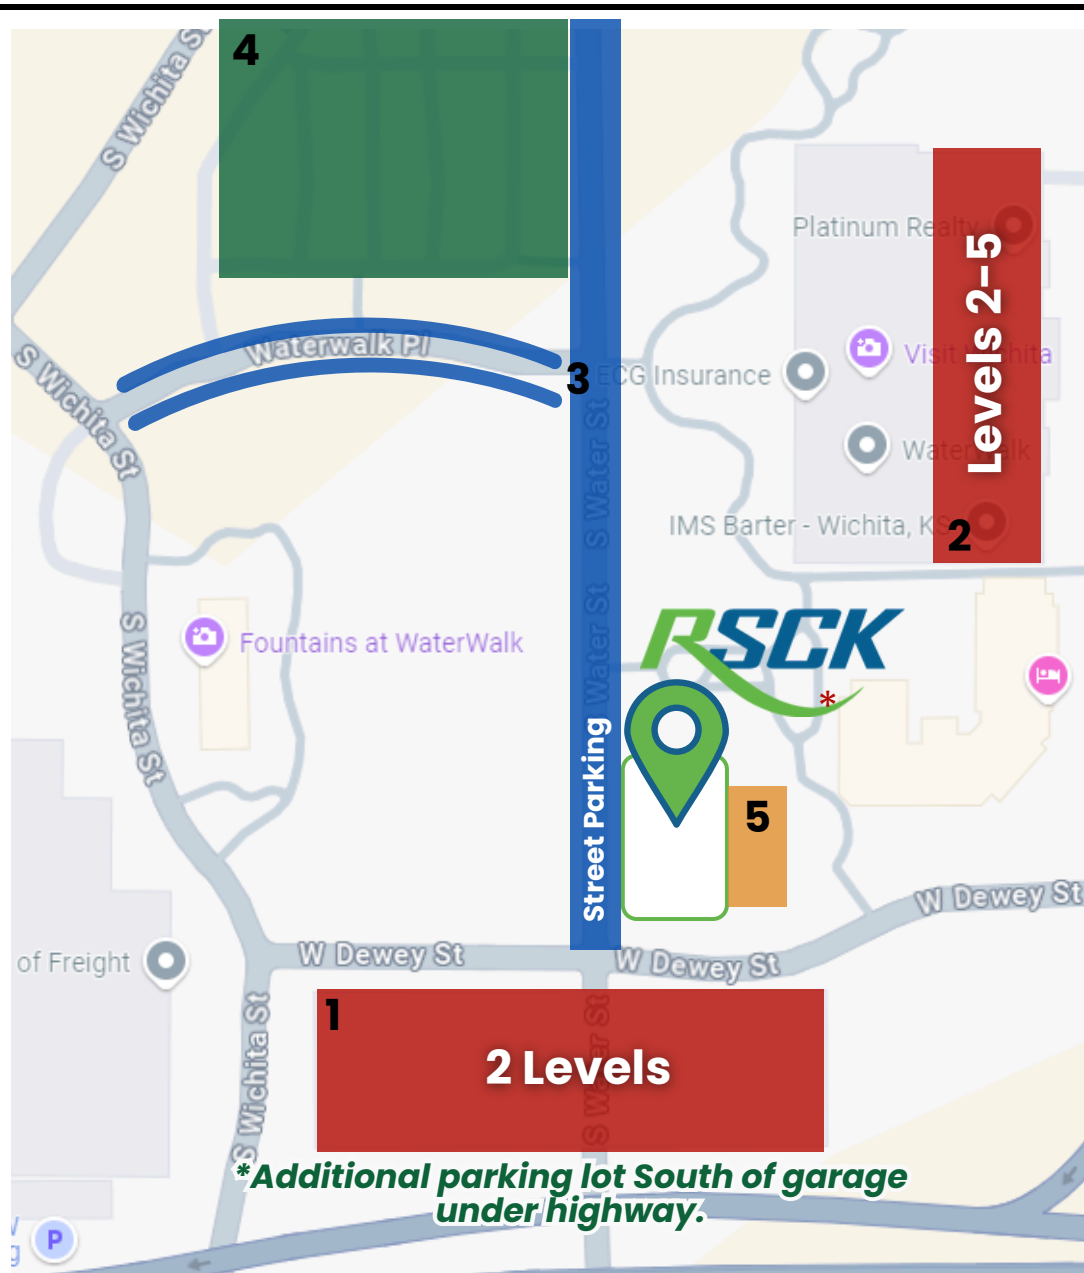 S Wichita St
4
Platinum Realty
Levels 2-5
Waterwalk Pl
S Wichita St
Visit Wichita
3
ECG Insurance
S Water St
WaterWalk
IMS Barter - Wichita, KS
2
S Wichita St
Fountains at WaterWalk
Water St
RSCK
*
Street Parking
5
W Dewey St
of Freight
W Dewey St
W Dewey St
1
2 Levels
S Water St
S Wichita St
*Additional parking lot South of garage
under highway.
P
g